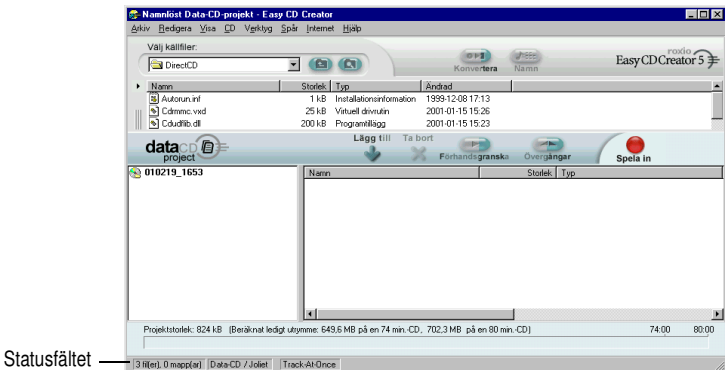 Namnlöst Data-CD-projekt - Easy CD Creator
Arkiv Redigera Visa CD Verktyg Spår Internet Hjälp
Välj källfiler:
DirectCD
Konvertera Namn
roxio
Easy CD Creator 5
Namn Storlek Typ Ändrad
Autorun.inf 1 kB Installationsinformation 1999-12-08 17:13
Cdrmmc.vxd 25 kB Virtuell drivrutin 2001-01-15 15:26
Cdudflib.dll 200 kB Programtillägg 2001-01-15 15:23
datacd
project
Lägg till Ta bort
Förhandsgranska Övergångar Spela in
010219_1653
Namn Storlek Typ
Projektstorlek: 824 kB (Beräknat ledigt utrymme: 649,6 MB på en 74 min.-CD, 702,3 MB på en 80 min.-CD) 74:00 80:00
Statusfältet
3 fil(er), 0 mapp(ar) Data-CD / Joliet Track-At-Once